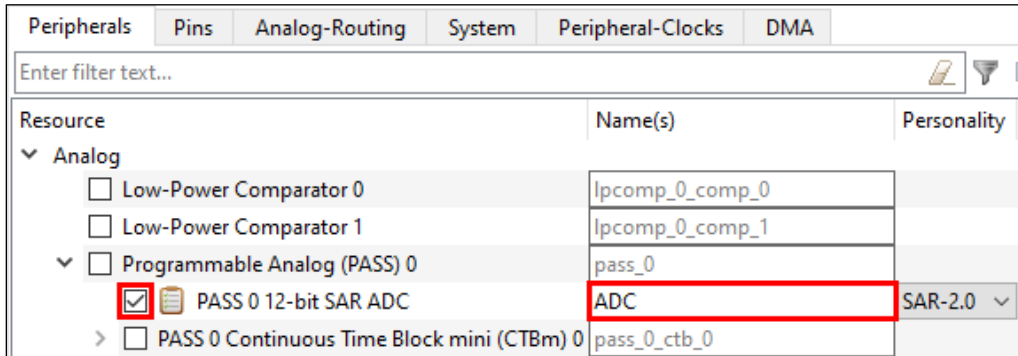 Peripherals Pins Analog-Routing System Peripheral-Clocks DMA
Enter filter text...
Resource Name(s) Personality
Analog
Low-Power Comparator 0 lpcomp_0_comp_0
Low-Power Comparator 1 lpcomp_0_comp_1
Programmable Analog (PASS) 0 pass_0
PASS 0 12-bit SAR ADC ADC SAR-2.0
PASS 0 Continuous Time Block mini (CTBm) 0 pass_0_ctb_0